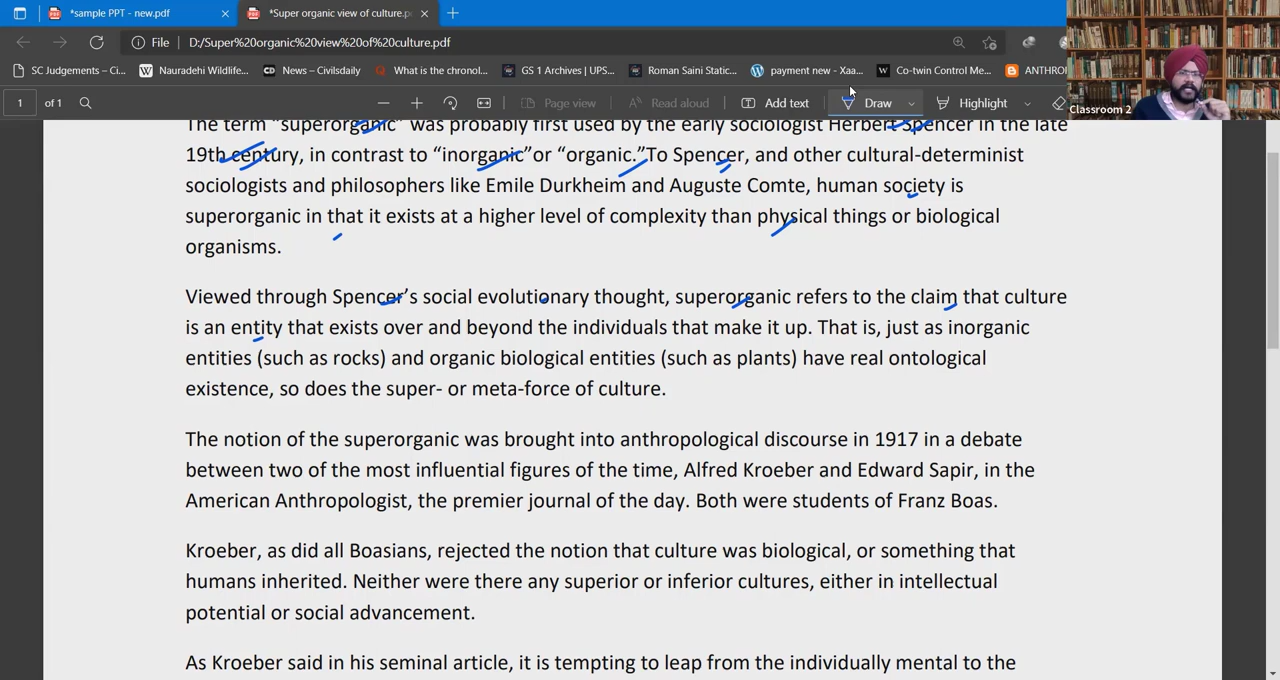 *sample PPT - new.pdf
*Super organic view of culture.p
File
D:/Super%20organic%20view%20of%20culture.pdf
SC Judgements – Ci...
Nauradehi Wildlife...
News – Civilsdaily
What is the chronol...
GS 1 Archives | UPS...
Roman Saini Static...
payment new - Xaa...
Co-twin Control Me...
ANTHRO
1 of 1
Page view
Read aloud
Add text
Draw
Highlight
Classroom 2
The term "superorganic" was probably first used by the early sociologist Herbert Spencer in the late
19th century, in contrast to “inorganic”or “organic.”To Spencer, and other cultural-determinist
sociologists and philosophers like Emile Durkheim and Auguste Comte, human society is
superorganic in that it exists at a higher level of complexity than physical things or biological
organisms.
Viewed through Spencer’s social evolutionary thought, superorganic refers to the claim that culture
is an entity that exists over and beyond the individuals that make it up. That is, just as inorganic
entities (such as rocks) and organic biological entities (such as plants) have real ontological
existence, so does the super- or meta-force of culture.
The notion of the superorganic was brought into anthropological discourse in 1917 in a debate
between two of the most influential figures of the time, Alfred Kroeber and Edward Sapir, in the
American Anthropologist, the premier journal of the day. Both were students of Franz Boas.
Kroeber, as did all Boasians, rejected the notion that culture was biological, or something that
humans inherited. Neither were there any superior or inferior cultures, either in intellectual
potential or social advancement.
As Kroeber said in his seminal article, it is tempting to leap from the individually mental to the